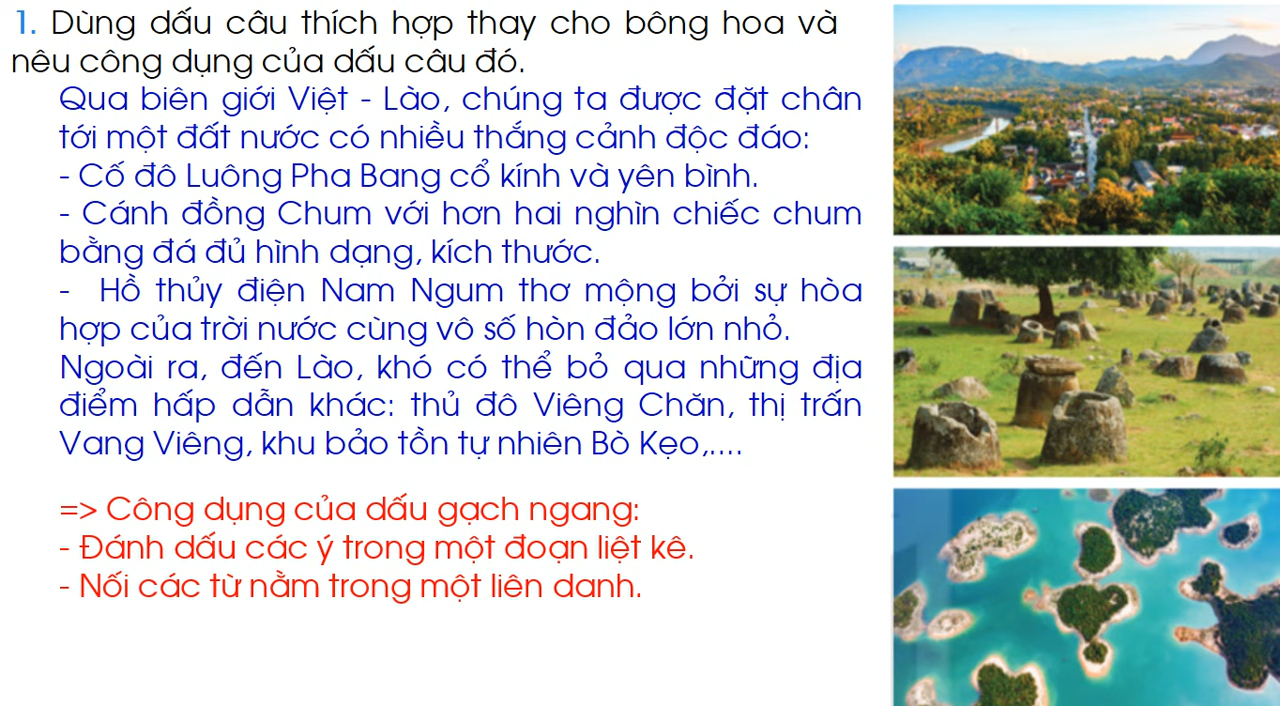 1. Dùng dấu câu thích hợp thay cho bông hoa và
nêu công dụng của dấu câu đó.
Qua biên giới Việt - Lào, chúng ta được đặt chân
tới một đất nước có nhiều thắng cảnh độc đáo:
- Cố đô Luông Pha Bang cổ kính và yên bình.
- Cánh đồng Chum với hơn hai nghìn chiếc chum
bằng đá đủ hình dạng, kích thước.
- Hồ thủy điện Nam Ngum thơ mộng bởi sự hòa
hợp của trời nước cùng vô số hòn đảo lớn nhỏ.
Ngoài ra, đến Lào, khó có thể bỏ qua những địa
điểm hấp dẫn khác: thủ đô Viêng Chăn, thị trấn
Vang Viêng, khu bảo tồn tự nhiên Bò Kẹo,....
=> Công dụng của dấu gạch ngang:
- Đánh dấu các ý trong một đoạn liệt kê.
- Nối các từ nằm trong một liên danh.